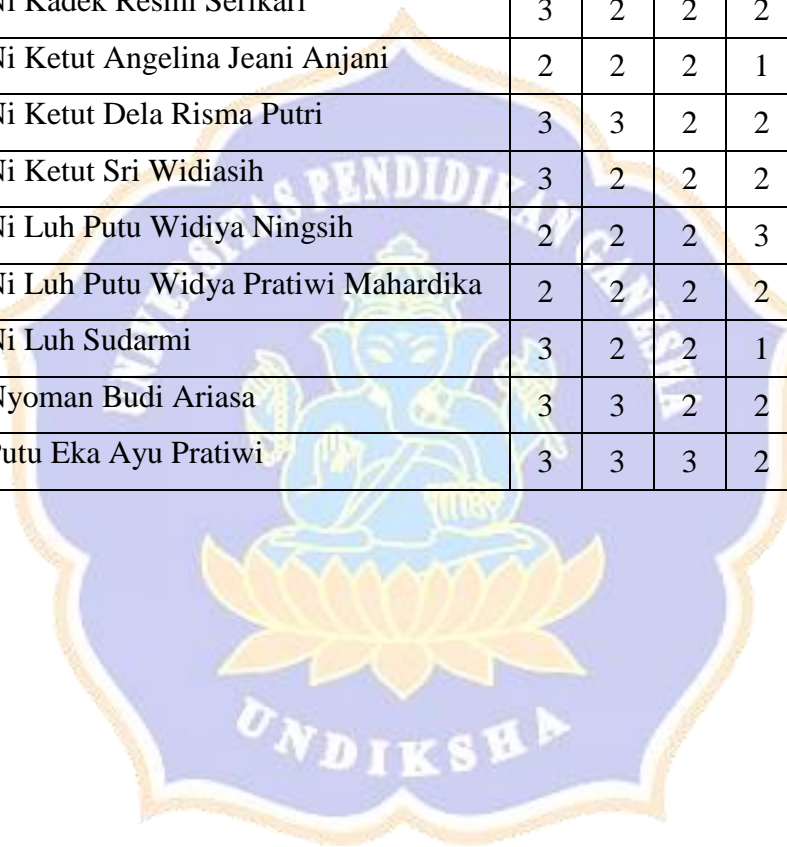 Ni Kadek Resmi Serikari 3 2 2 2
Ni Ketut Angelina Jeani Anjani 2 2 2 1
Ni Ketut Dela Risma Putri 3 3 2 2
Ni Ketut Sri Widiasih 3 2 2 2
Ni Luh Putu Widiya Ningsih 2 2 2 3
Ni Luh Putu Widya Pratiwi Mahardika 2 2 2 2
Ni Luh Sudarmi 3 2 2 1
Nyoman Budi Ariasa 3 3 2 2
Putu Eka Ayu Pratiwi 3 3 3 2
UNIVERSITAS PENDIDIKAN GANESHA
UNDIKSHA